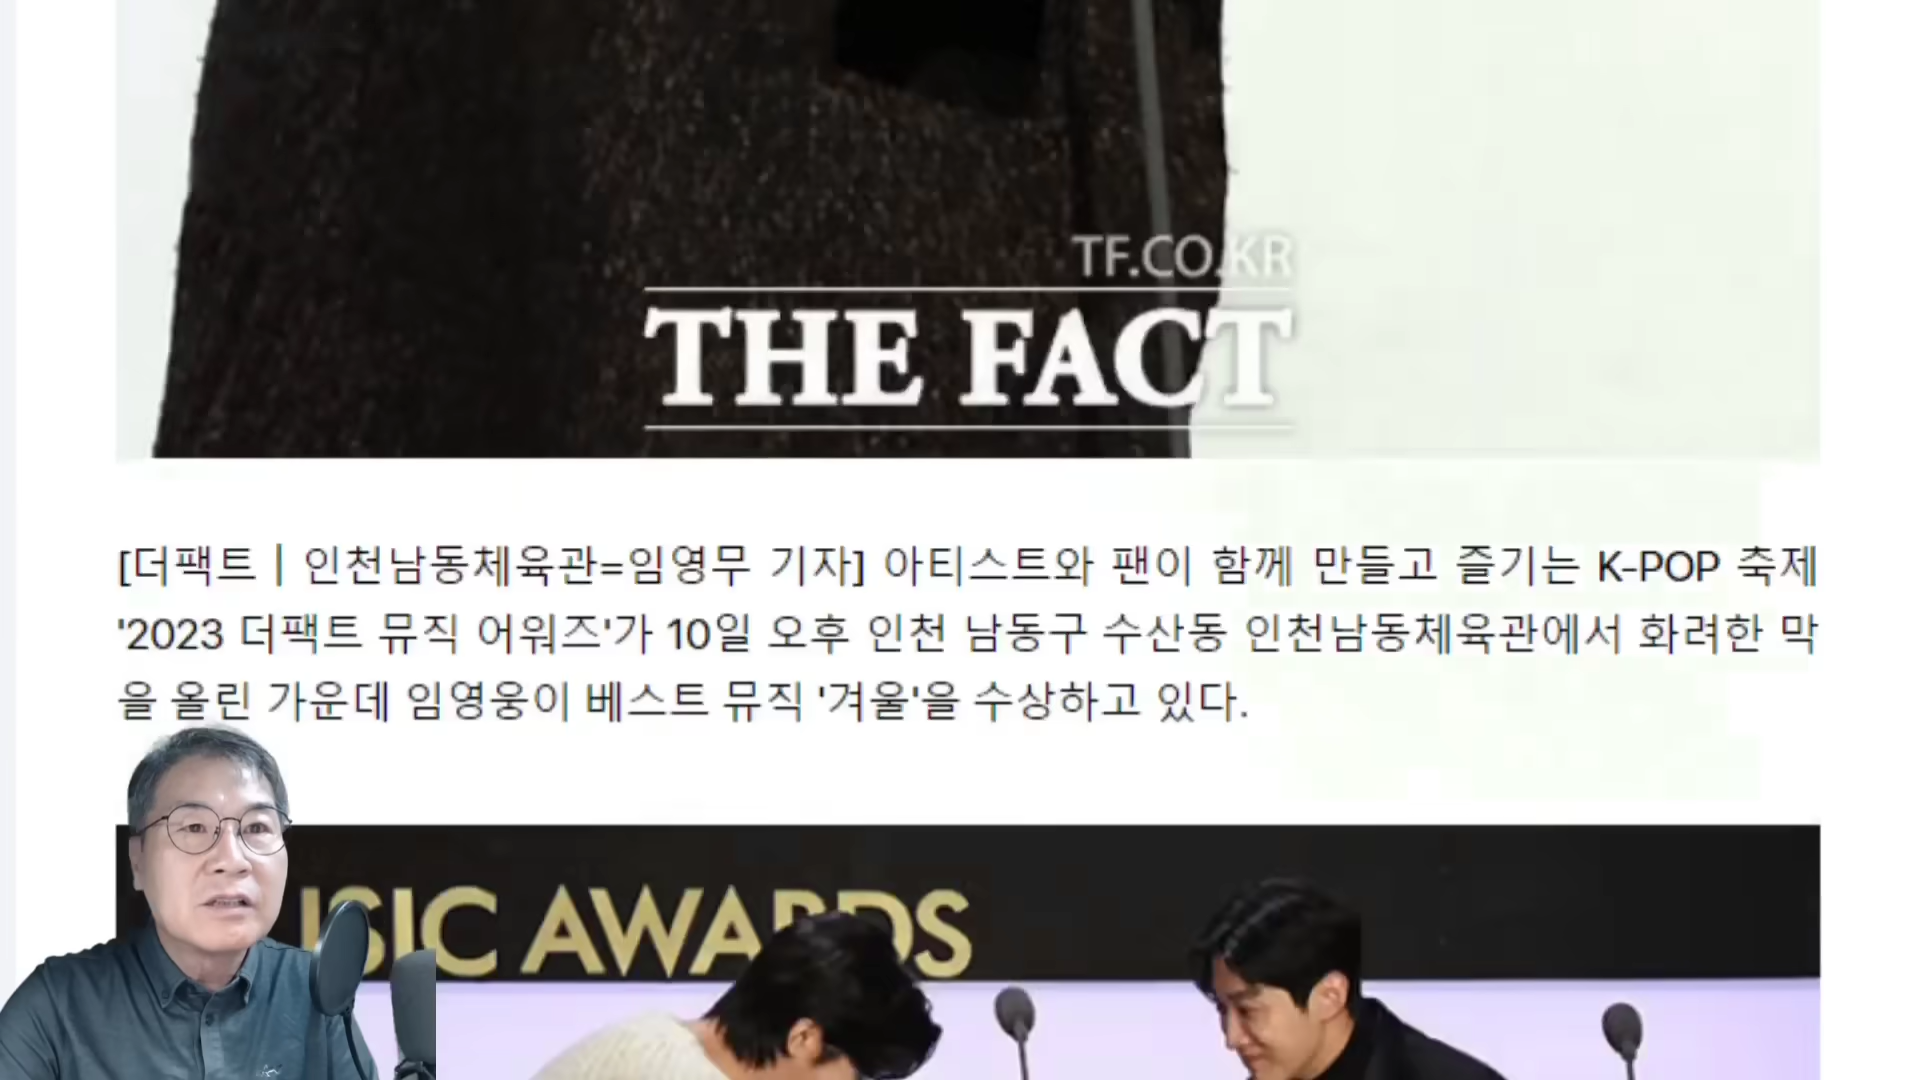 TF.CO.KR
THE FACT
[더팩트 | 인천남동체육관=임영무 기자] 아티스트와 팬이 함께 만들고 즐기는 K-POP 축제
'2023 더팩트 뮤직 어워즈'가 10일 오후 인천 남동구 수산동 인천남동체육관에서 화려한 막
을 올린 가운데 임영웅이 베스트 뮤직 '겨울'을 수상하고 있다.
USIC AWARDS